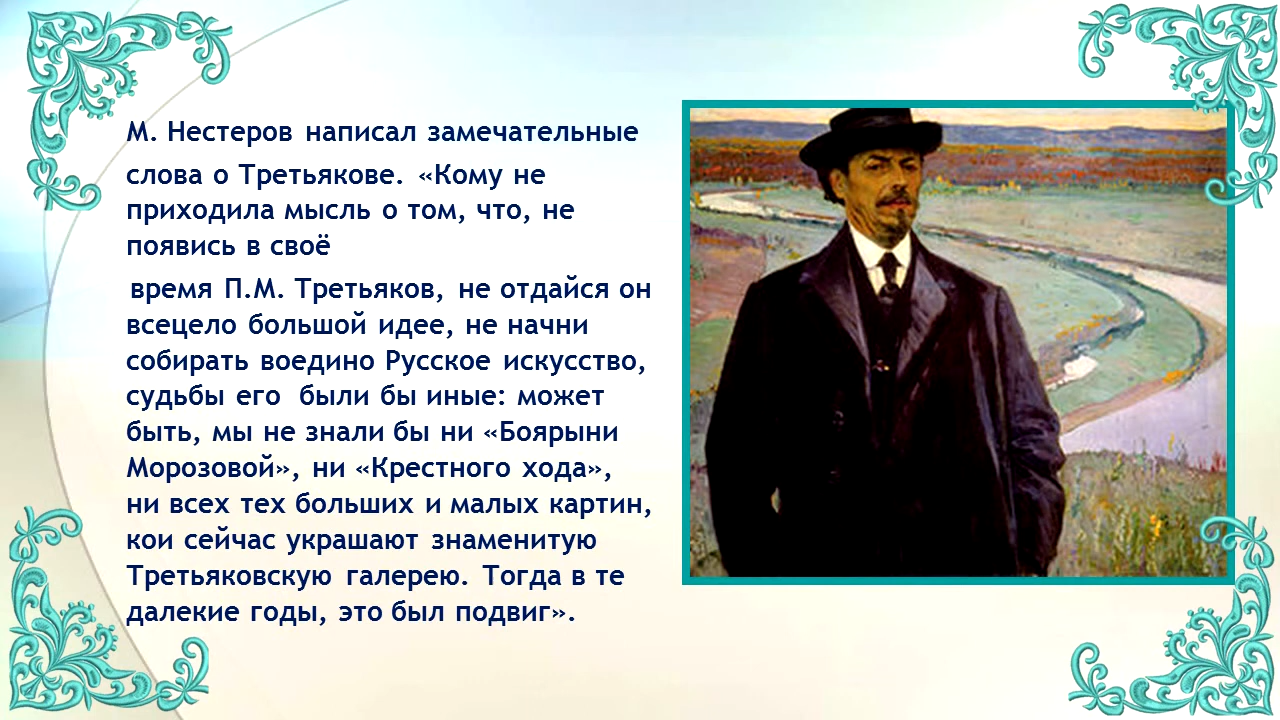 М. Нестеров написал замечательные
слова о Третьякове. «Кому не
приходила мысль о том, что, не
появись в своё
время П.М. Третьяков, не отдайся он
всецело большой идее, не начни
собирать воедино Русское искусство,
судьбы его были бы иные: может
быть, мы не знали бы ни «Боярыни
Морозовой», ни «Крестного хода»,
ни всех тех больших и малых картин,
кои сейчас украшают знаменитую
Третьяковскую галерею. Тогда в те
далекие годы, это был подвиг».